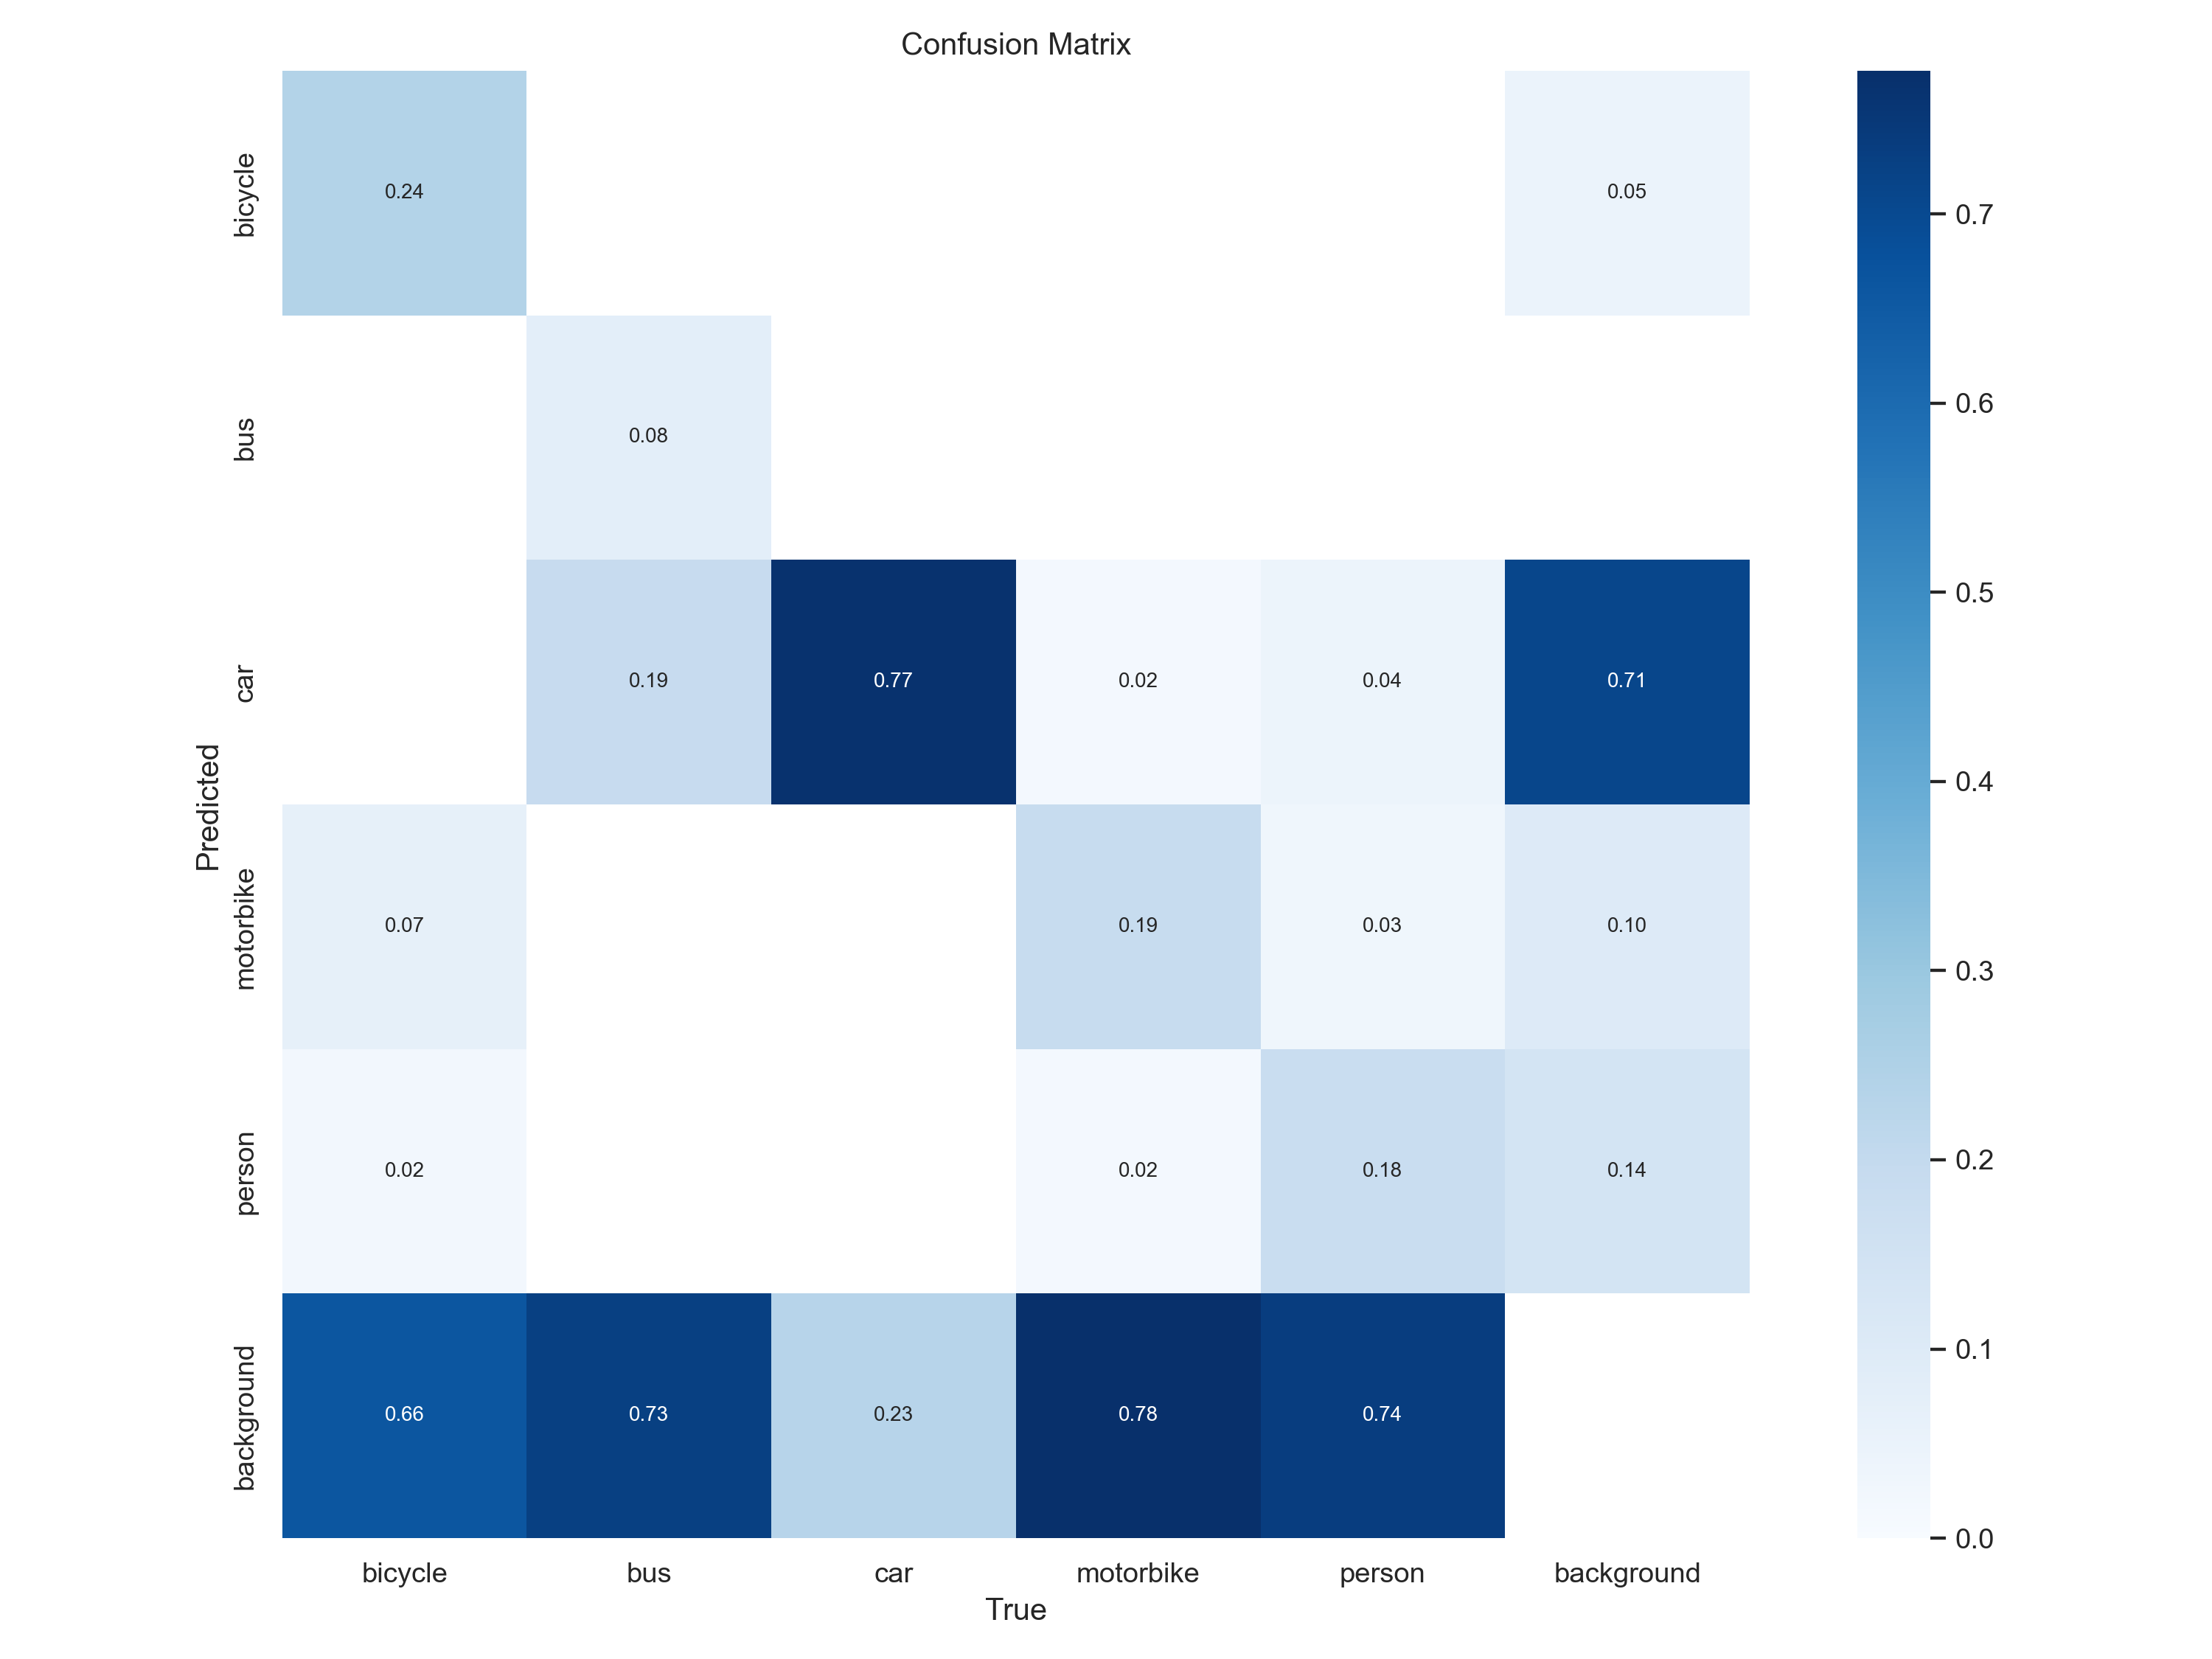 Confusion Matrix
bicycle
0.24
0.05
0.7
bus
0.08
0.6
car
0.19
0.77
0.02
0.04
0.71
0.5
0.4
Predicted
motorbike
0.07
0.19
0.03
0.10
0.3
person
0.02
0.02
0.18
0.14
0.2
background
0.66
0.73
0.23
0.78
0.74
0.1
0.0
bicycle
bus
car
motorbike
person
background
True